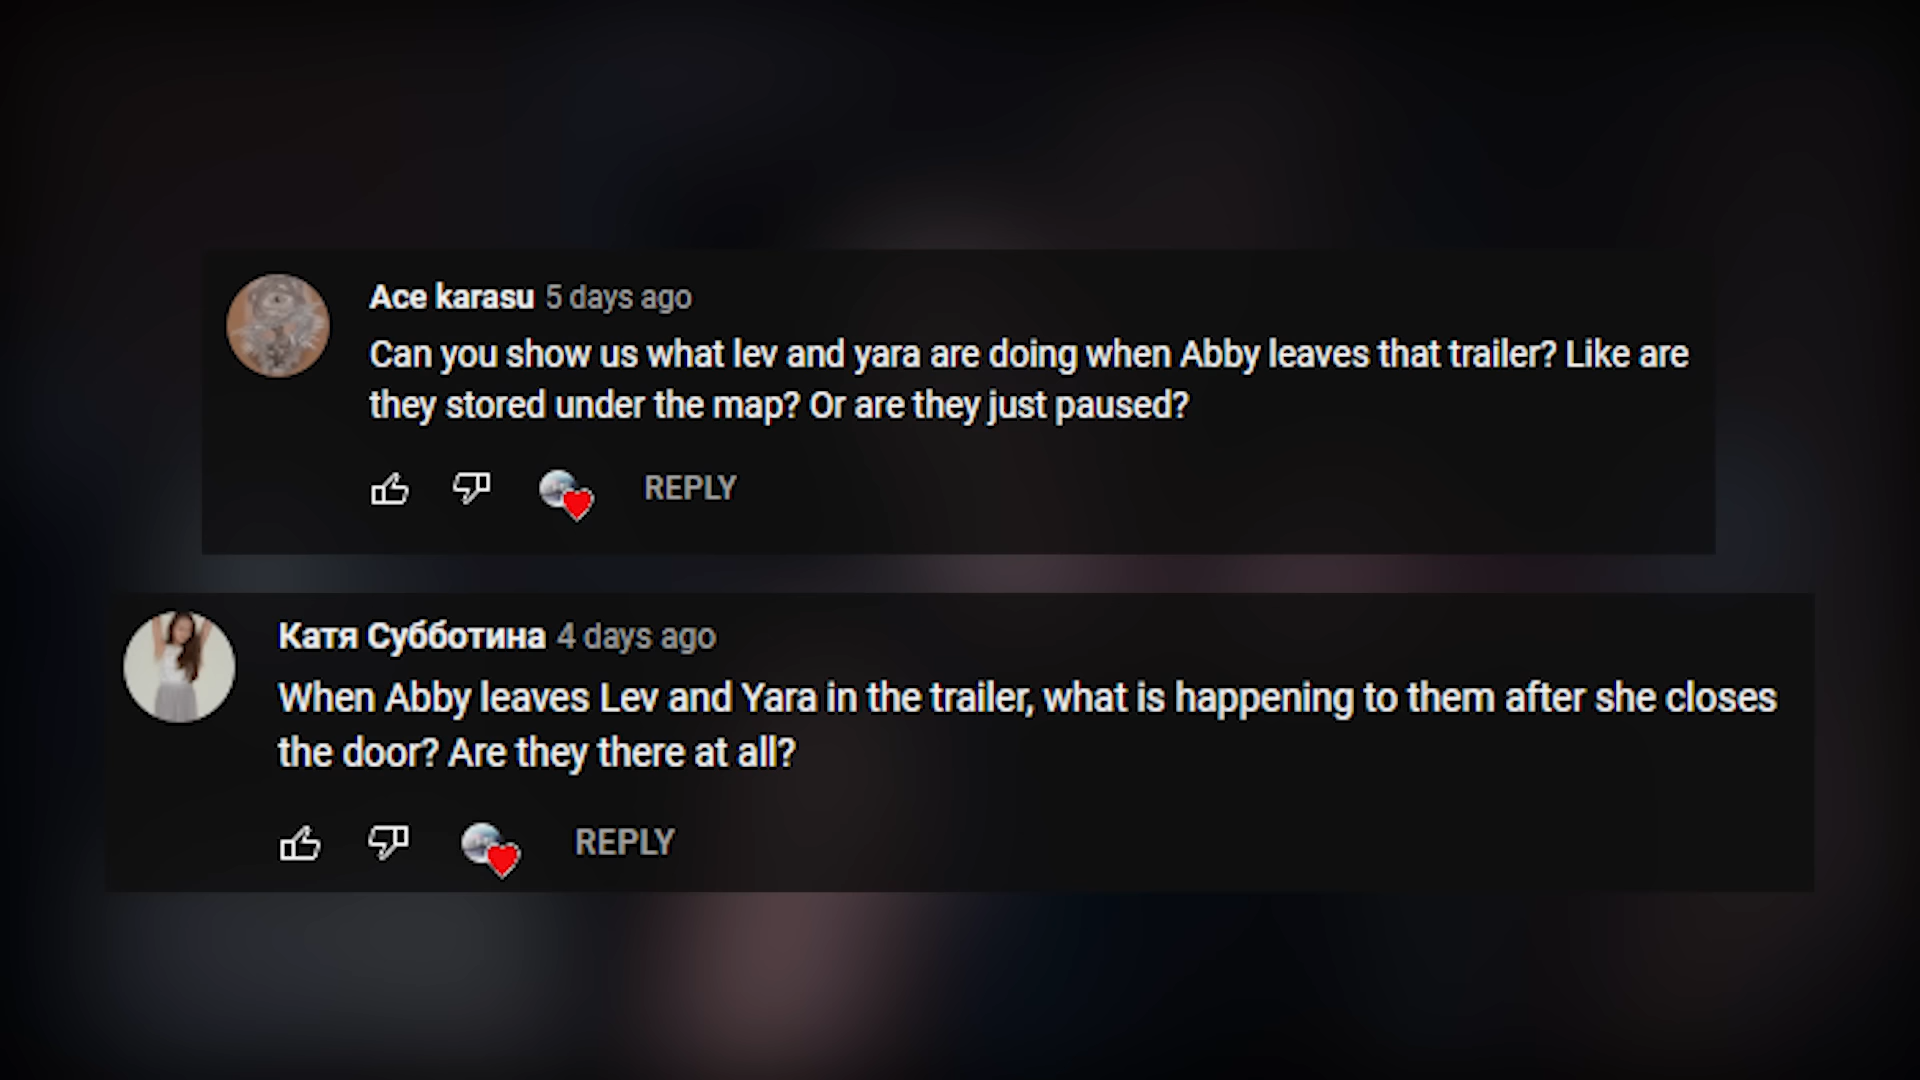 Ace karasu 5 days ago
Can you show us what lev and yara are doing when Abby leaves that trailer? Like are
they stored under the map? Or are they just paused?
REPLY
Катя Субботина 4 days ago
When Abby leaves Lev and Yara in the trailer, what is happening to them after she closes
the door? Are they there at all?
REPLY